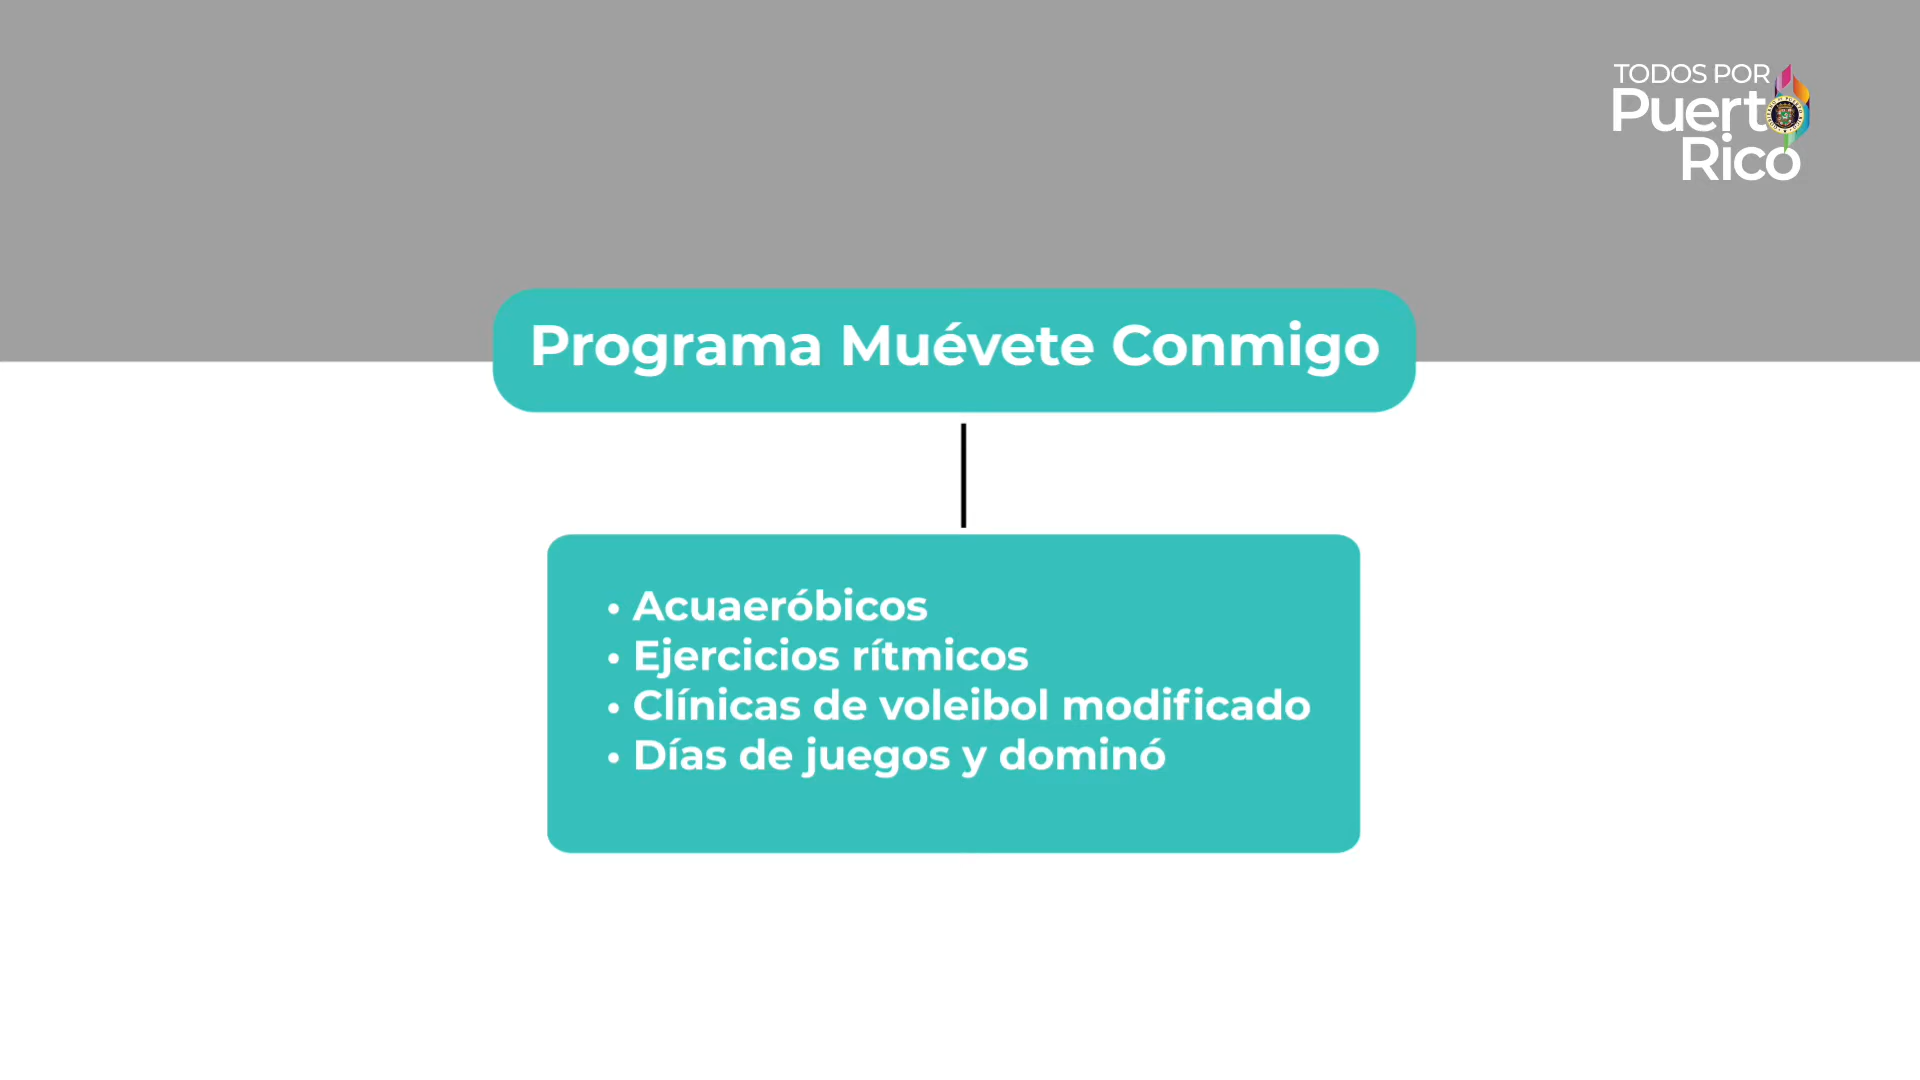 TODOS POR
Puerto
Rico
Programa Muévete Conmigo
• Acuaeróbicos
• Ejercicios rítmicos
• Clínicas de voleibol modificado
• Días de juegos y dominó